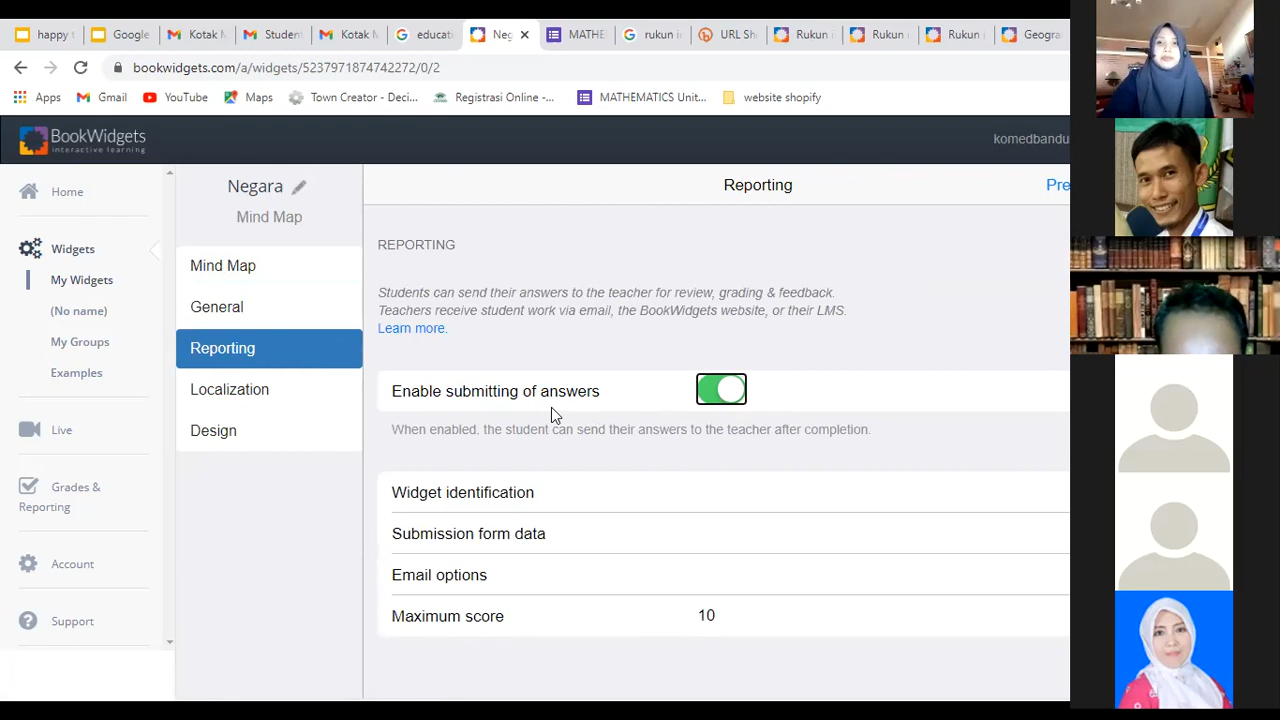 happy t
Google
Kotak M
Student
Kotak M
educati
Neg
MATHE
rukun i
URL Sh
Rukun i
Rukun
Rukun
Geogra
bookwidgets.com/a/widgets/5237971874742270/2
Apps
Gmail
YouTube
Maps
Town Creator - Deci...
Registrasi Online -...
MATHEMATICS Unit...
website shopify
BookWidgets
interactive learning
komedbandu
Home
Widgets
My Widgets
(No name)
My Groups
Examples
Live
Grades &
Reporting
Account
Support
Negara
Mind Map
Mind Map
General
Reporting
Localization
Design
Reporting
Pre
REPORTING
Students can send their answers to the teacher for review, grading & feedback.
Teachers receive student work via email, the BookWidgets website, or their LMS.
Learn more.
Enable submitting of answers
When enabled, the student can send their answers to the teacher after completion.
Widget identification
Submission form data
Email options
Maximum score 10